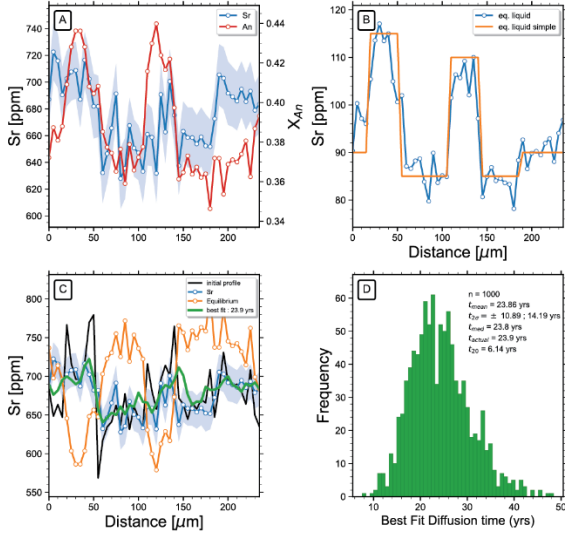 A
Sr
An
Sr [ppm]
740
720
700
680
660
640
620
600
0 50 100 150 200
Distance [μm]
0.44
0.42
0.40
0.38
0.36
0.34
X_An
B
eq. liquid
eq. liquid simple
Sr [ppm]
120
110
100
90
80
0 50 100 150 200
Distance [μm]
C
initial profile
Sr
Equilibrium
best fit : 23.9 yrs
Sr [ppm]
800
750
700
650
600
550
0 50 100 150 200
Distance [μm]
D
n = 1000
t_mean = 23.86 yrs
t_2σ = ± 10.89 ; 14.19 yrs
t_med = 23.8 yrs
t_actual = 23.9 yrs
t_2σ = 6.14 yrs
Frequency
60
50
40
30
20
10
0
10 20 30 40 50
Best Fit Diffusion time (yrs)